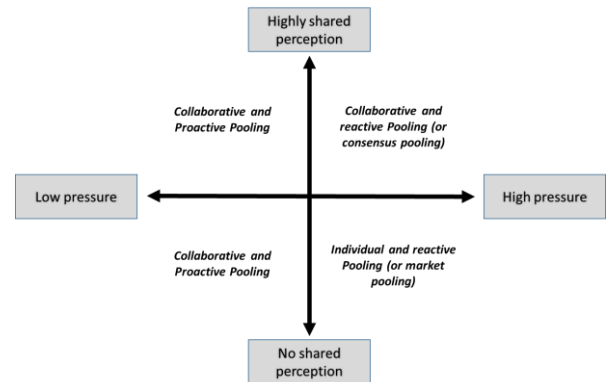 Highly shared
perception
Collaborative and
Proactive Pooling
Collaborative and
reactive Pooling (or
consensus pooling)
Low pressure
High pressure
Collaborative and
Proactive Pooling
Individual and reactive
Pooling (or market
pooling)
No shared
perception